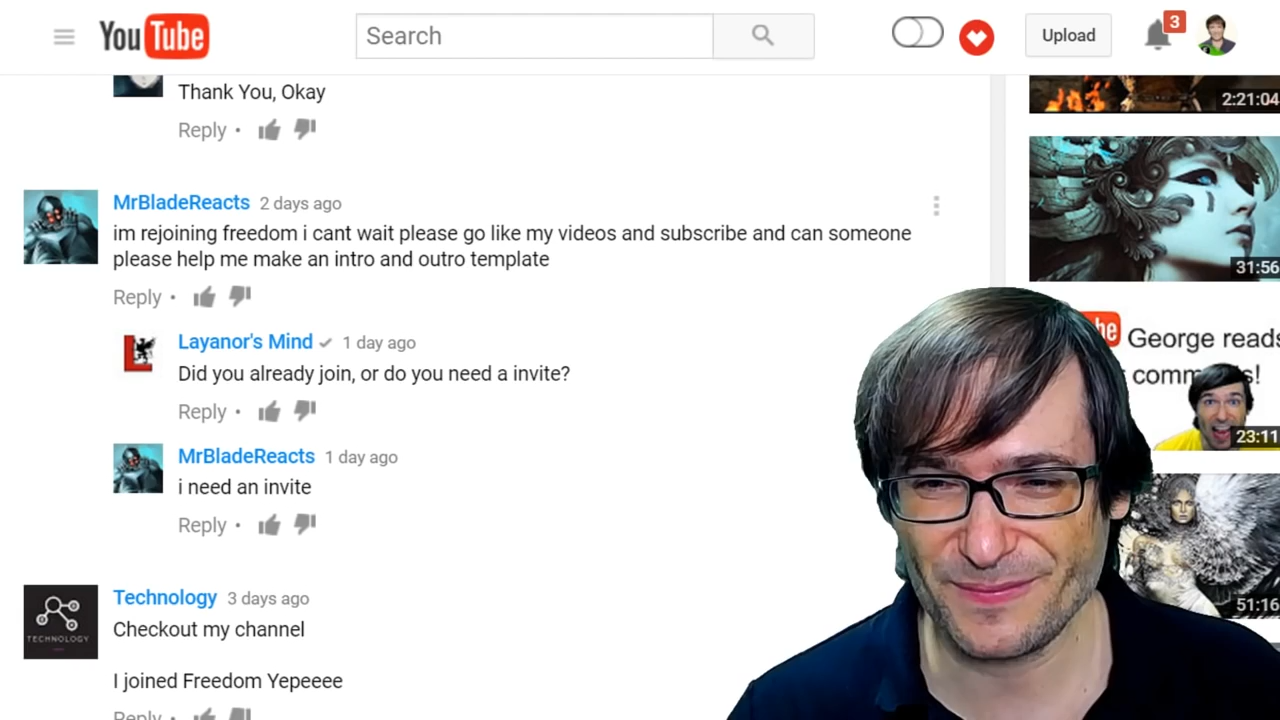 YouTube
Search
Upload
3
Thank You, Okay
Reply •
2:21:04
MrBladeReacts 2 days ago
im rejoining freedom i cant wait please go like my videos and subscribe and can someone
please help me make an intro and outro template
Reply •
31:56
Layanor's Mind 1 day ago
Did you already join, or do you need a invite?
Reply •
George reads
comm
s!
23:11
MrBladeReacts 1 day ago
i need an invite
Reply •
51:16
Technology 3 days ago
Checkout my channel
TECHNOLOGY
I joined Freedom Yepeeee
Reply •